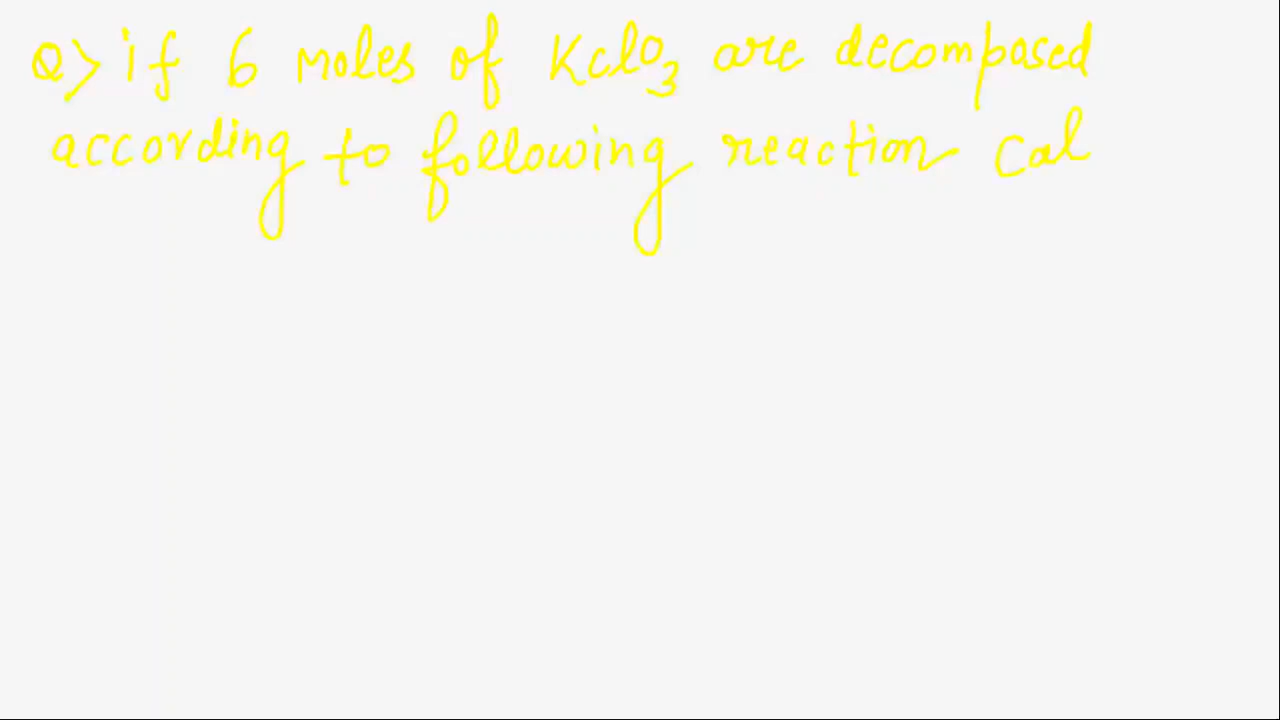 Q> if 6 moles of KClO3 are decomposed
according to following reaction Cal